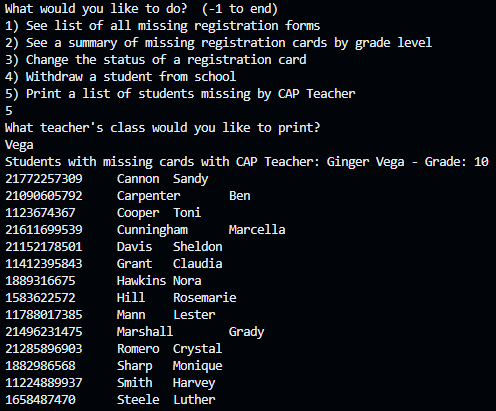 What would you like to do?  (-1 to end)
1) See list of all missing registration forms
2) See a summary of missing registration cards by grade level
3) Change the status of a registration card
4) Withdraw a student from school
5) Print a list of students missing by CAP Teacher
5
What teacher's class would you like to print?
Vega
Students with missing cards with CAP Teacher: Ginger Vega - Grade: 10
21772257309     Cannon  Sandy
21090605792     Carpenter       Ben
1123674367      Cooper  Toni
21611699539     Cunningham      Marcella
21152178501     Davis   Sheldon
11412395843     Grant   Claudia
1889316675      Hawkins Nora
1583622572      Hill    Rosemarie
11788017385     Mann    Lester
21496231475     Marshall        Grady
21285896903     Romero  Crystal
1882986568      Sharp   Monique
11224889937     Smith   Harvey
1658487470      Steele  Luther